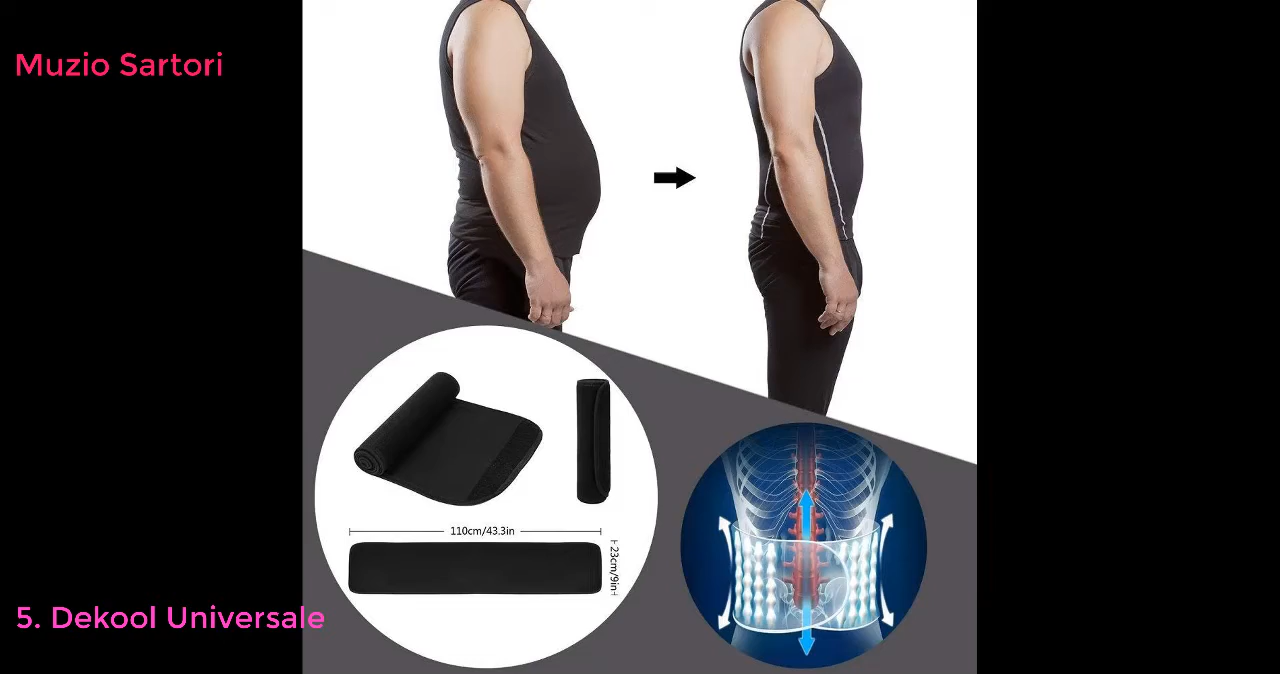 Muzio Sartori
110cm/43.3in
23cm/9in
5. Dekool Universale